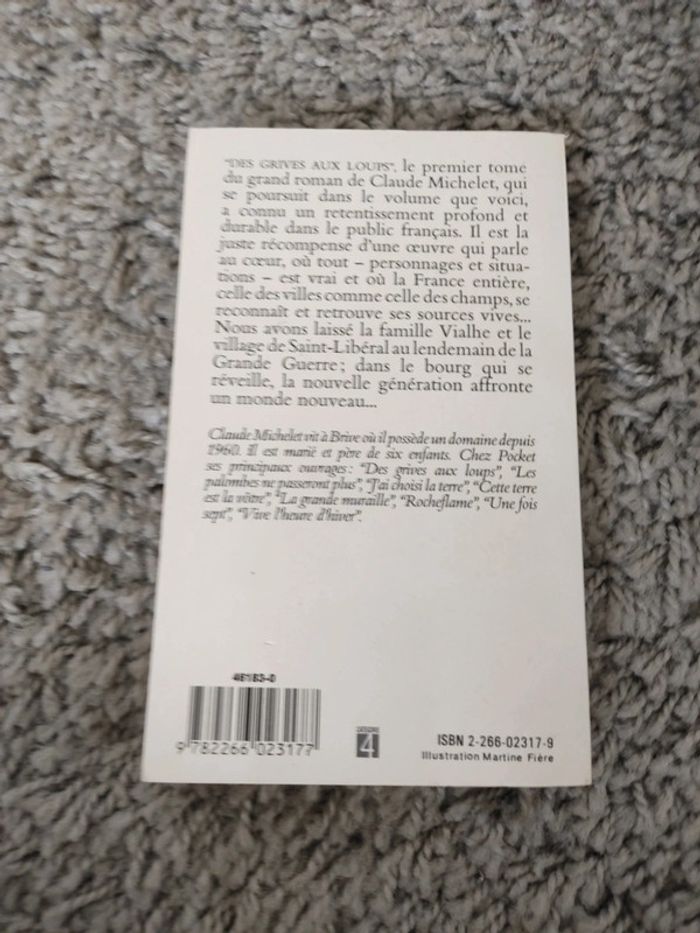 "DES GRIVES AUX LOUPS", le premier tome
du grand roman de Claude Michelet, qui
se poursuit dans le volume que voici,
a connu un retentissement profond et
durable dans le public français. Il est la
juste récompense d'une œuvre qui parle
au cœur, où tout – personnages et situa-
tions – est vrai et où la France entière,
celle des villes comme celle des champs, se
reconnaît et retrouve ses sources vives...
Nous avons laissé la famille Vialhe et le
village de Saint-Libéral au lendemain de la
Grande Guerre ; dans le bourg qui se
réveille, la nouvelle génération affronte
un monde nouveau...
Claude Michelet vit à Brive où il possède un domaine depuis
1960. Il est marié et père de six enfants. Chez Pocket
ses principaux ouvrages : "Des grives aux loups", "Les
palombes ne passeront plus", "J'ai choisi la terre", "Cette terre
est la vôtre", "La grande muraille", "Rocheflame", "Une fois
sept", "Vive l'heure d'hiver".
46183-0
9 782266 023177
CATÉGORIE
4
ISBN 2-266-02317-9
Illustration Martine Fière